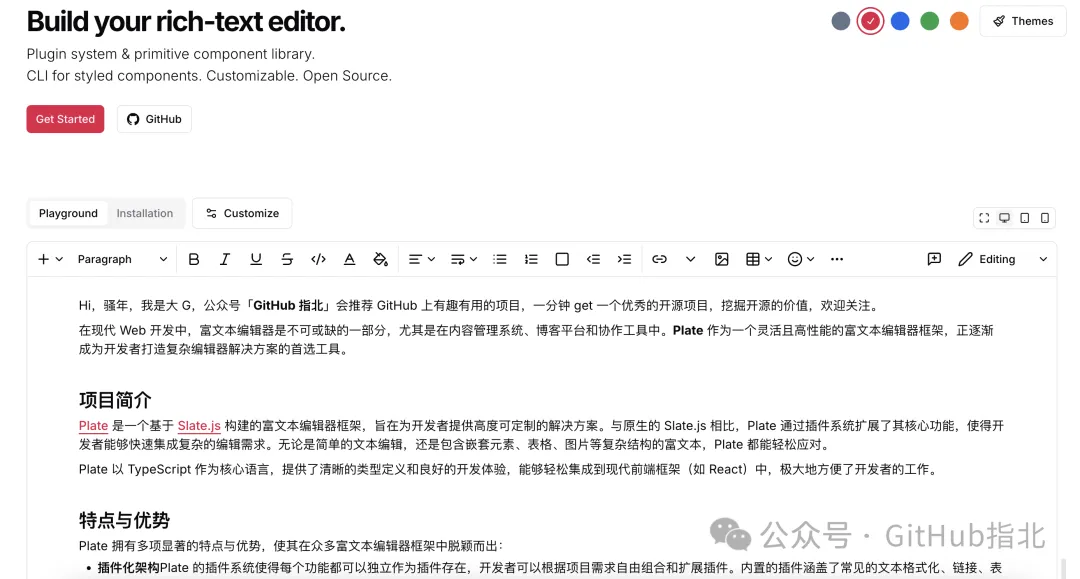 Build your rich-text editor.
Themes
Plugin system & primitive component library.
CLI for styled components. Customizable. Open Source.
Get Started
GitHub
Playground
Installation
Customize
Paragraph
Editing
Hi，骚年，我是大 G，公众号「GitHub 指北」会推荐 GitHub 上有趣有用的项目，一分钟 get 一个优秀的开源项目，挖掘开源的价值，欢迎关注。
在现代 Web 开发中，富文本编辑器是不可或缺的一部分，尤其是在内容管理系统、博客平台和协作工具中。Plate 作为一个灵活且高性能的富文本编辑器框架，正逐渐
成为开发者打造复杂编辑器解决方案的首选工具。
项目简介
Plate 是一个基于 Slate.js 构建的富文本编辑器框架，旨在为开发者提供高度可定制的解决方案。与原生的 Slate.js 相比，Plate 通过插件系统扩展了其核心功能，使得开
发者能够快速集成复杂的编辑需求。无论是简单的文本编辑，还是包含嵌套元素、表格、图片等复杂结构的富文本，Plate 都能轻松应对。
Plate 以 TypeScript 作为核心语言，提供了清晰的类型定义和良好的开发体验，能够轻松集成到现代前端框架（如 React）中，极大地方便了开发者的工作。
特点与优势
Plate 拥有多项显著的特点与优势，使其在众多富文本编辑器框架中脱颖而出：
• 插件化架构Plate 的插件系统使得每个功能都可以独立作为插件存在，开发者可以根据项目需求自由组合和扩展插件。内置的插件涵盖了常见的文本格式化、链接、表
公众号 · GitHub指北